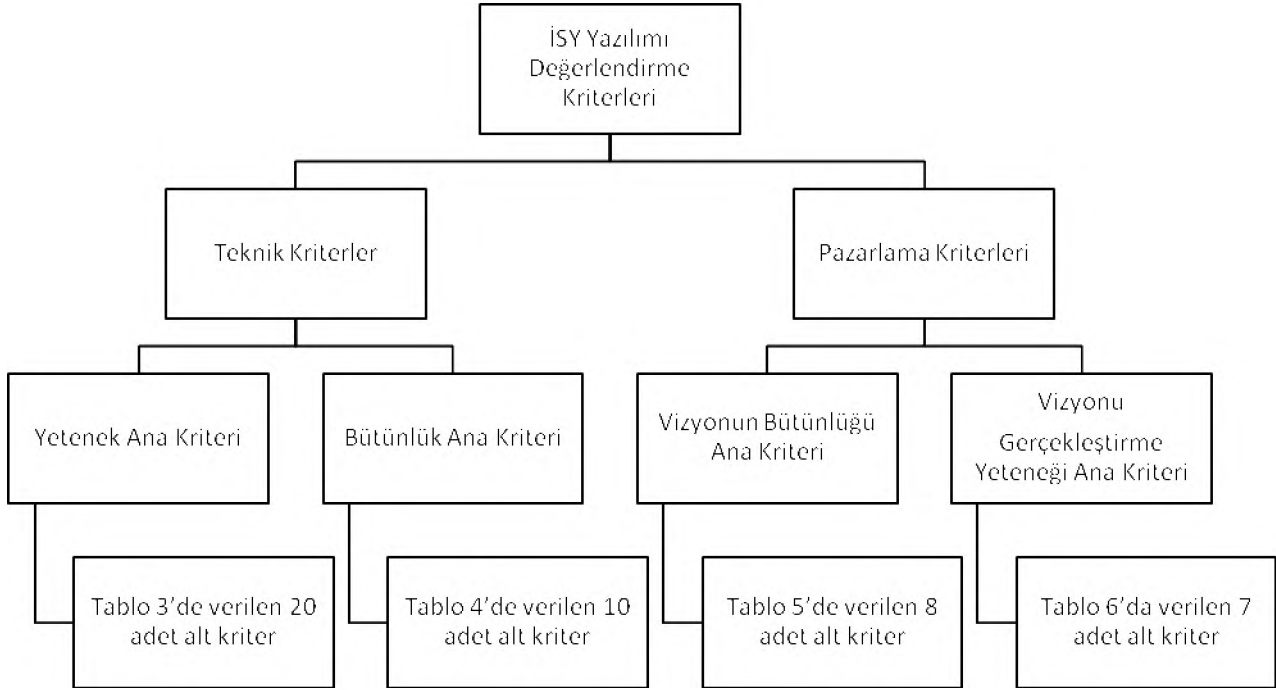 İSY Yazılımı
Değerlendirme
Kriterleri
Teknik Kriterler
Pazarlama Kriterleri
Yetenek Ana Kriteri
Bütünlük Ana Kriteri
Vizyonun Bütünlüğü
Ana Kriteri
Vizyonu
Gerçekleştirme
Yeteneği Ana Kriteri
Tablo 3'de verilen 20
adet alt kriter
Tablo 4'de verilen 10
adet alt kriter
Tablo 5'de verilen 8
adet alt kriter
Tablo 6'da verilen 7
adet alt kriter